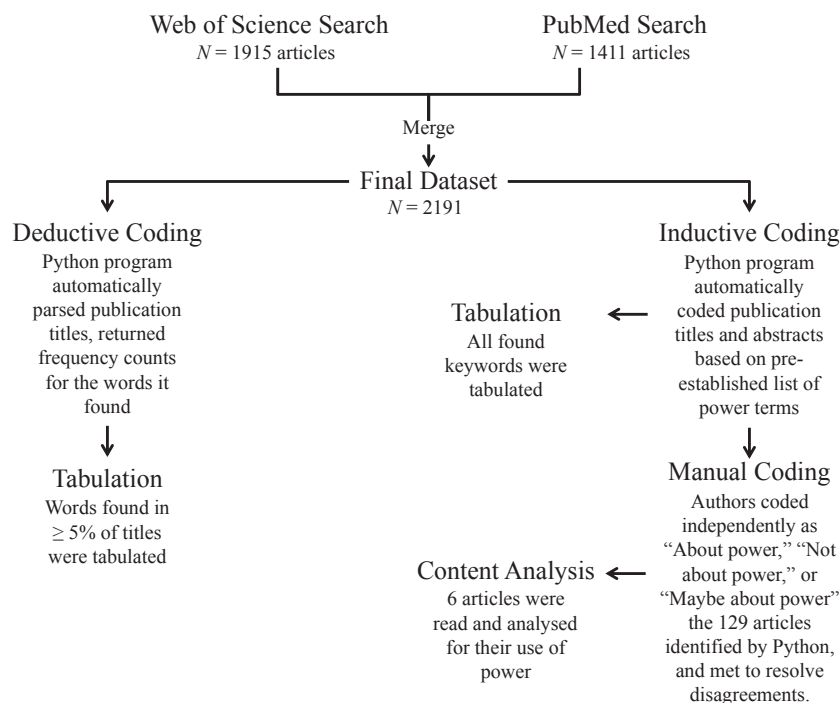 Web of Science Search
N = 1915 articles
PubMed Search
N = 1411 articles
Merge
Final Dataset
N = 2191
Deductive Coding
Python program
automatically
parsed publication
titles, returned
frequency counts
for the words it
found
Tabulation
Words found in
≥ 5% of titles
were tabulated
Inductive Coding
Python program
automatically
coded publication
titles and abstracts
based on pre-
established list of
power terms
Tabulation
All found
keywords were
tabulated
Manual Coding
Authors coded
independently as
“About power,” “Not
about power,” or
“Maybe about power”
the 129 articles
identified by Python,
and met to resolve
disagreements.
Content Analysis
6 articles were
read and analysed
for their use of
power